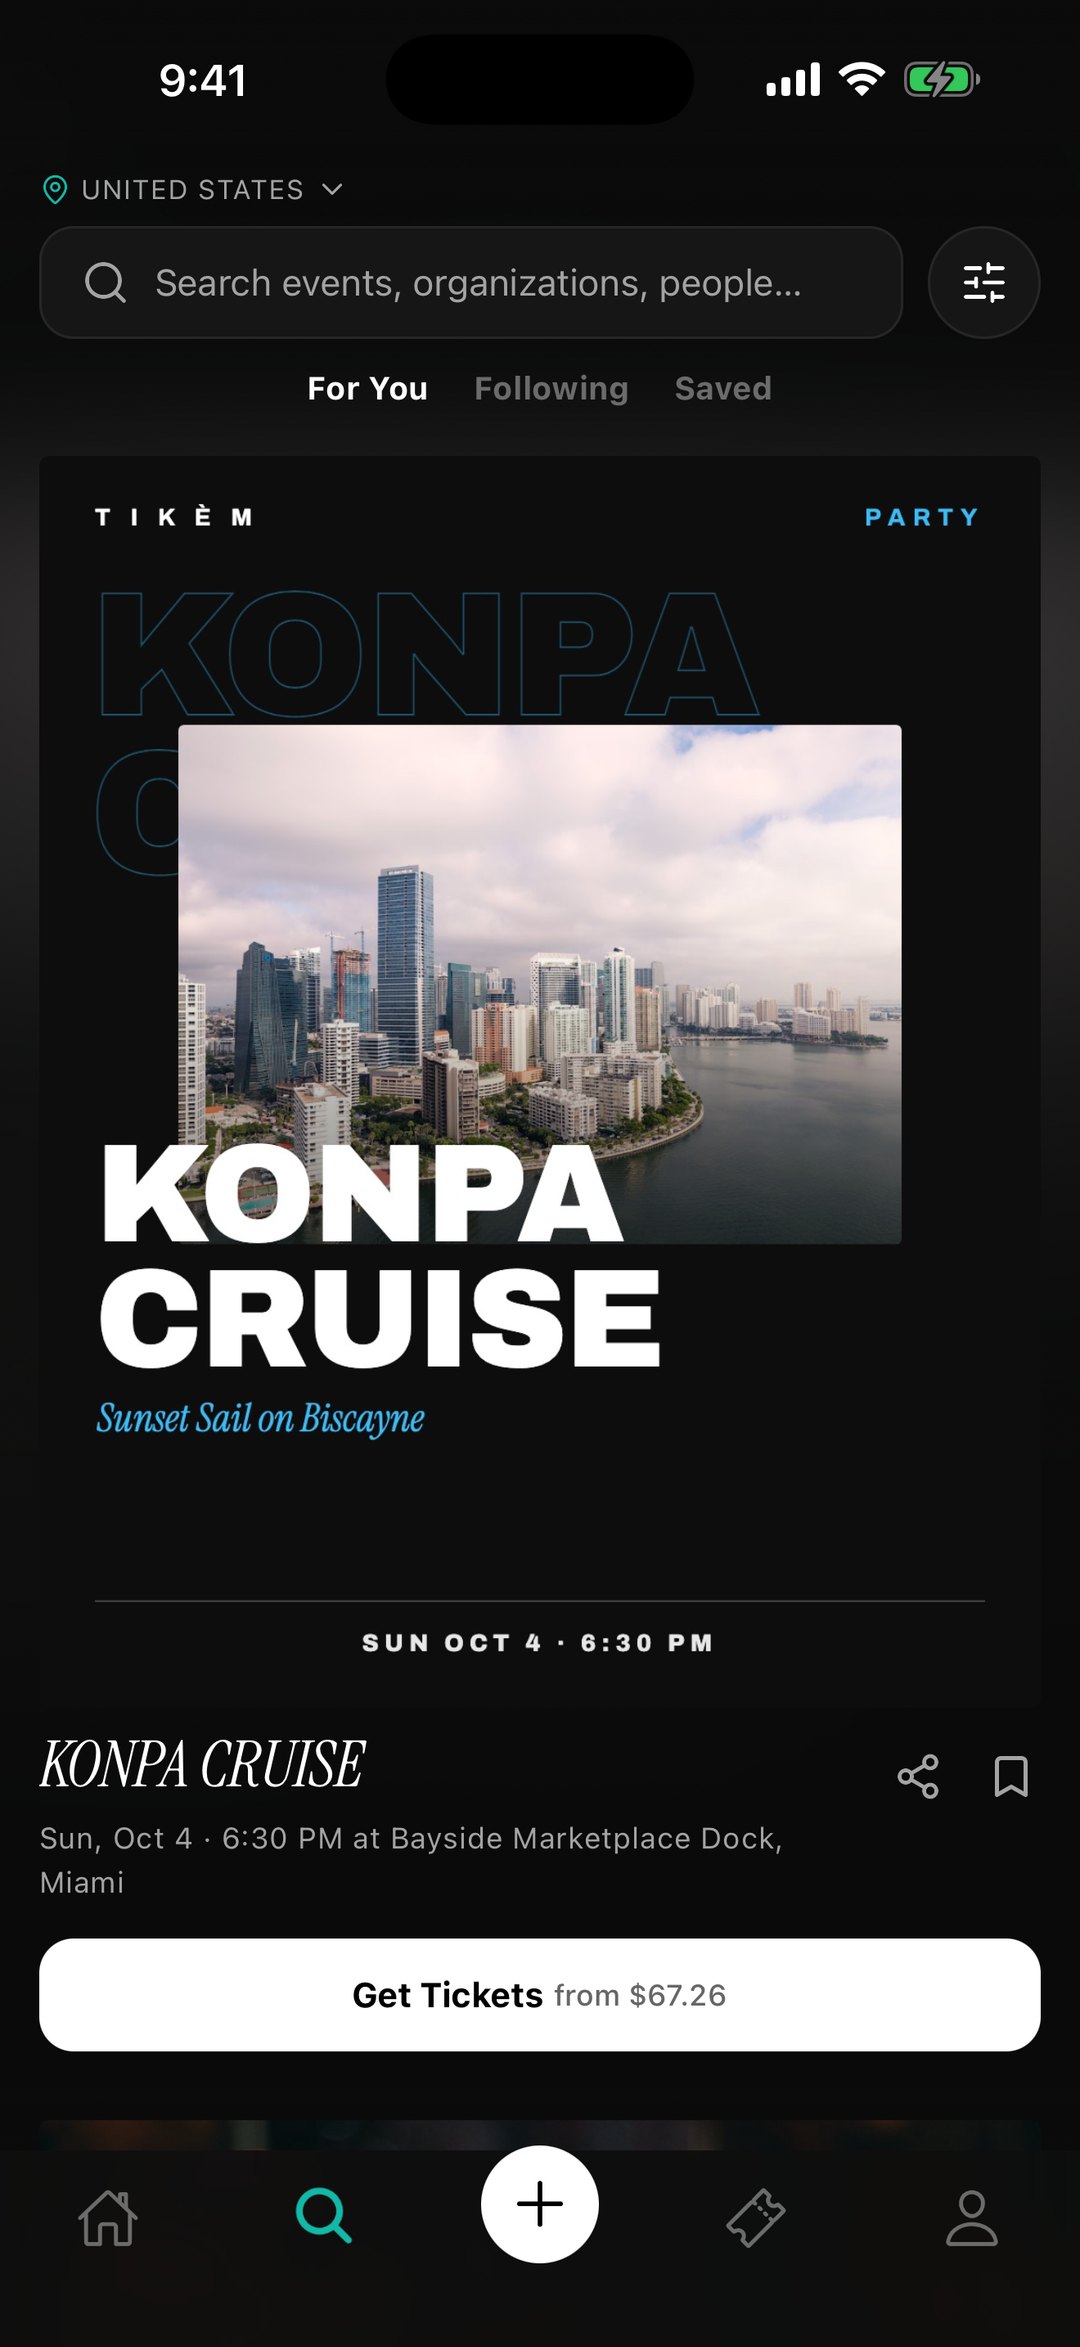 9:41
UNITED STATES
Search events, organizations, people...
For You Following Saved
TIKÈM PARTY
KONPA
C
KONPA
CRUISE
Sunset Sail on Biscayne
SUN OCT 4 · 6:30 PM
KONPA CRUISE
Sun, Oct 4 · 6:30 PM at Bayside Marketplace Dock,
Miami
Get Tickets from $67.26